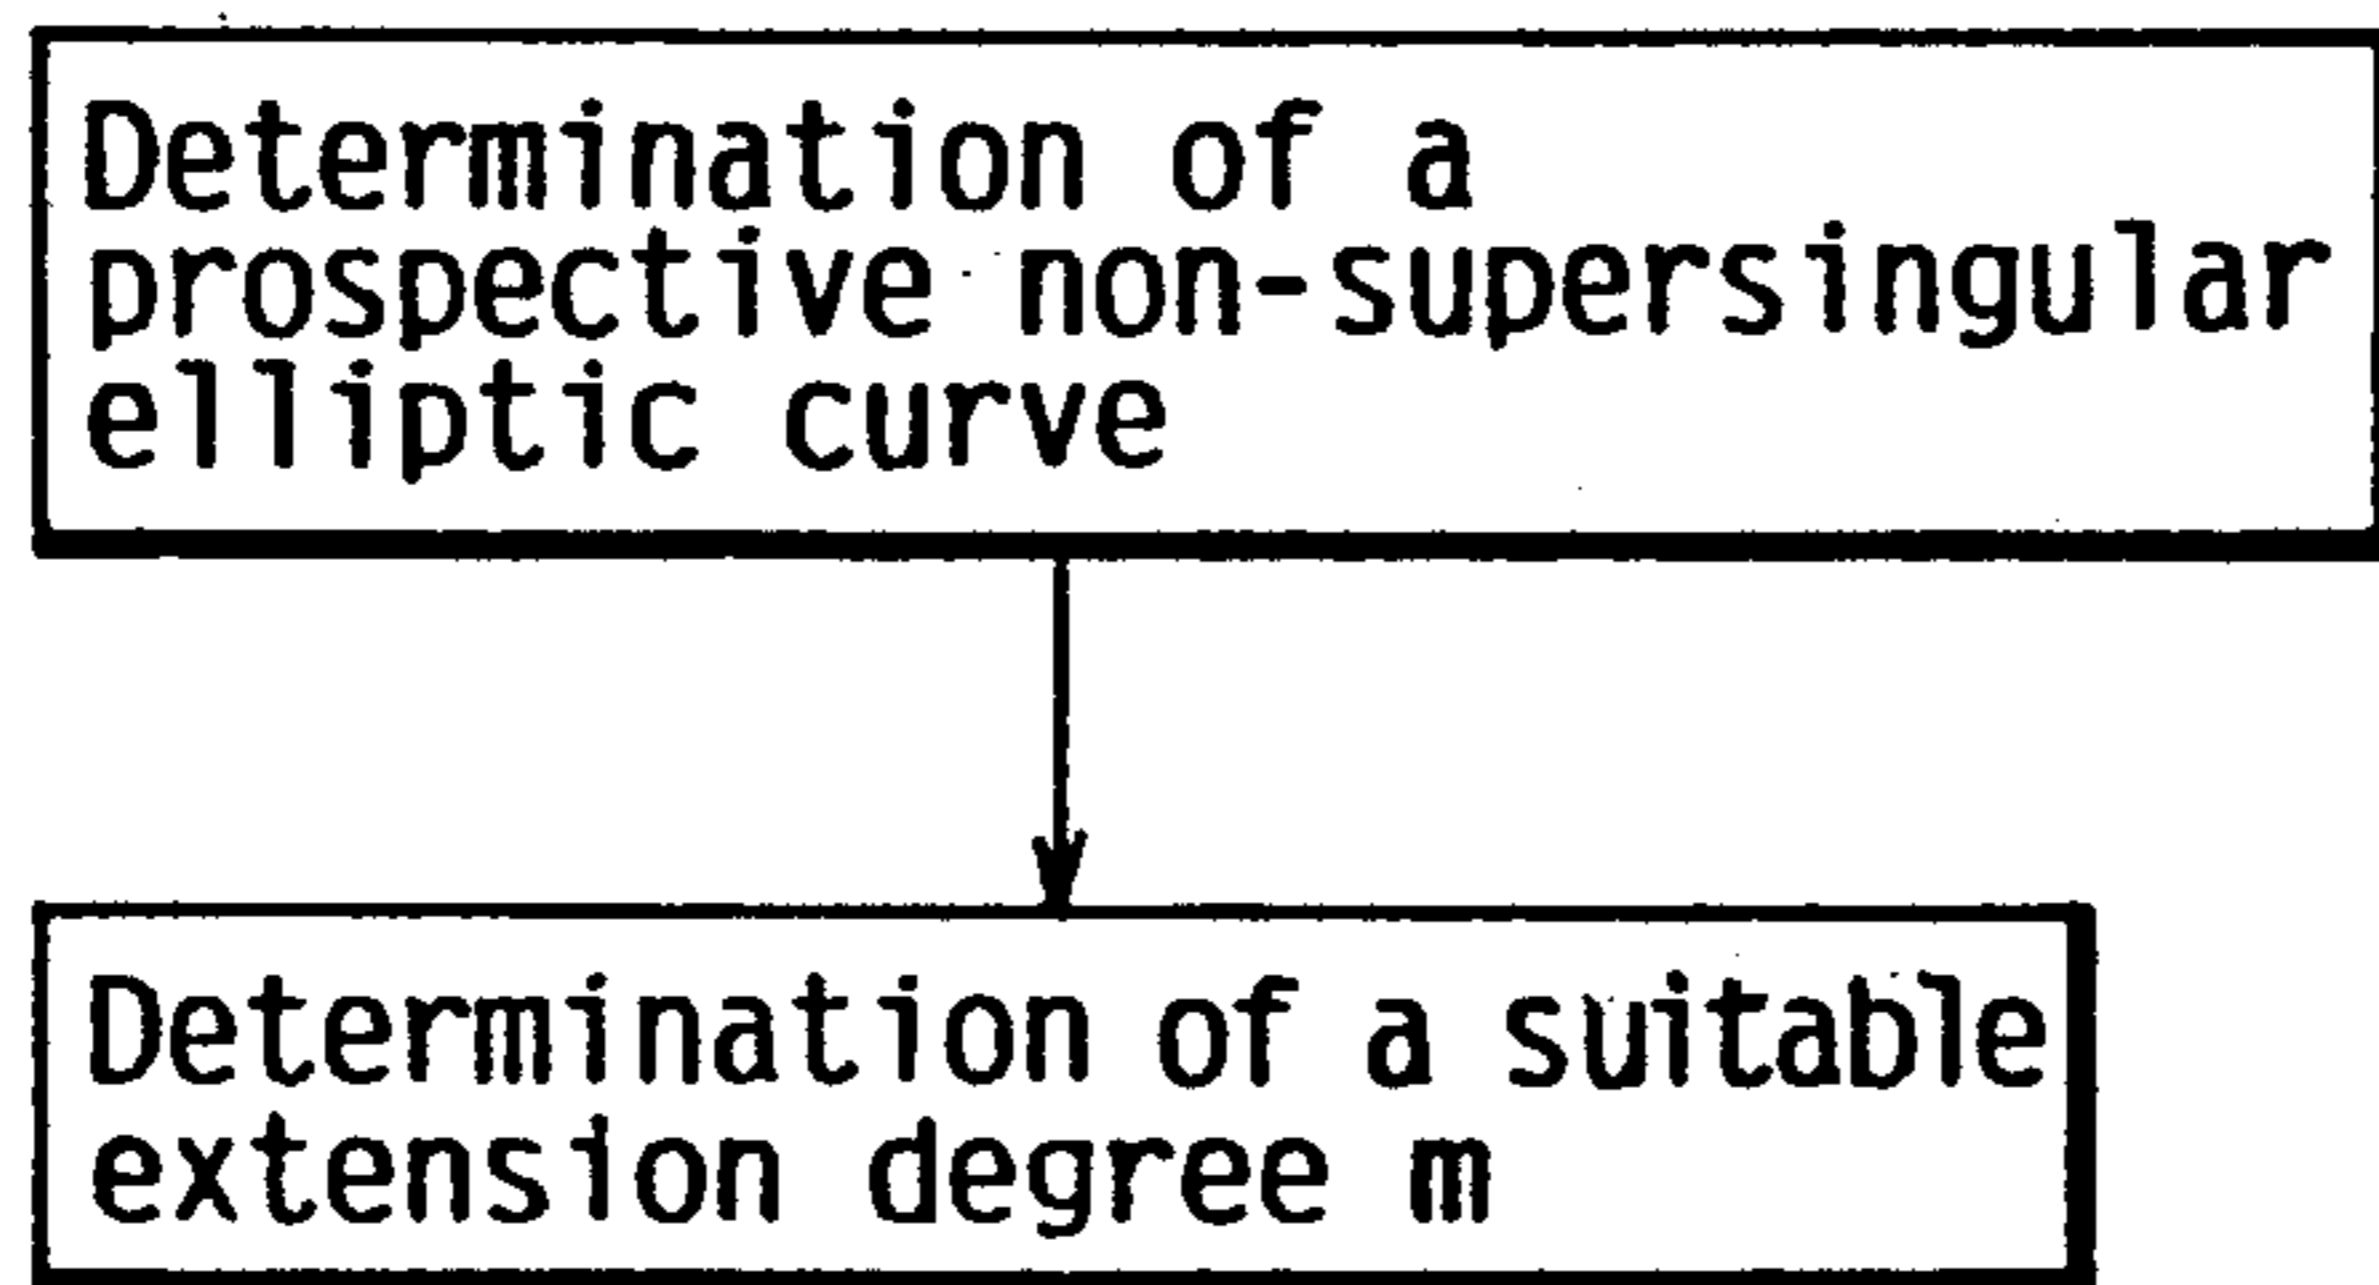 Determination of a
prospective non-supersingular
elliptic curve
Determination of a suitable
extension degree m